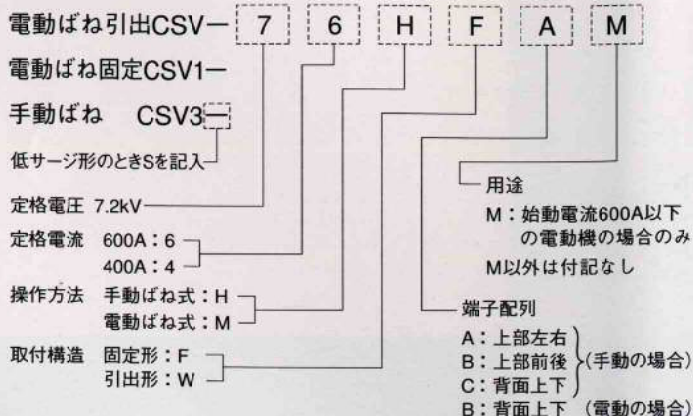 電動ばね引出CSV— 7 6 H F A M
電動ばね固定CSV1—
手動ばね CSV3—
低サージ形のときSを記入
定格電圧 7.2kV
定格電流 600A：6
400A：4
操作方法 手動ばね式：H
電動ばね式：M
取付構造 固定形：F
引出形：W
用途
M：始動電流600A以下
の電動機の場合のみ
M以外は付記なし
端子配列
A：上部左右
B：上部前後 (手動の場合)
C：背面上下
B：背面上下 (電動の場合)